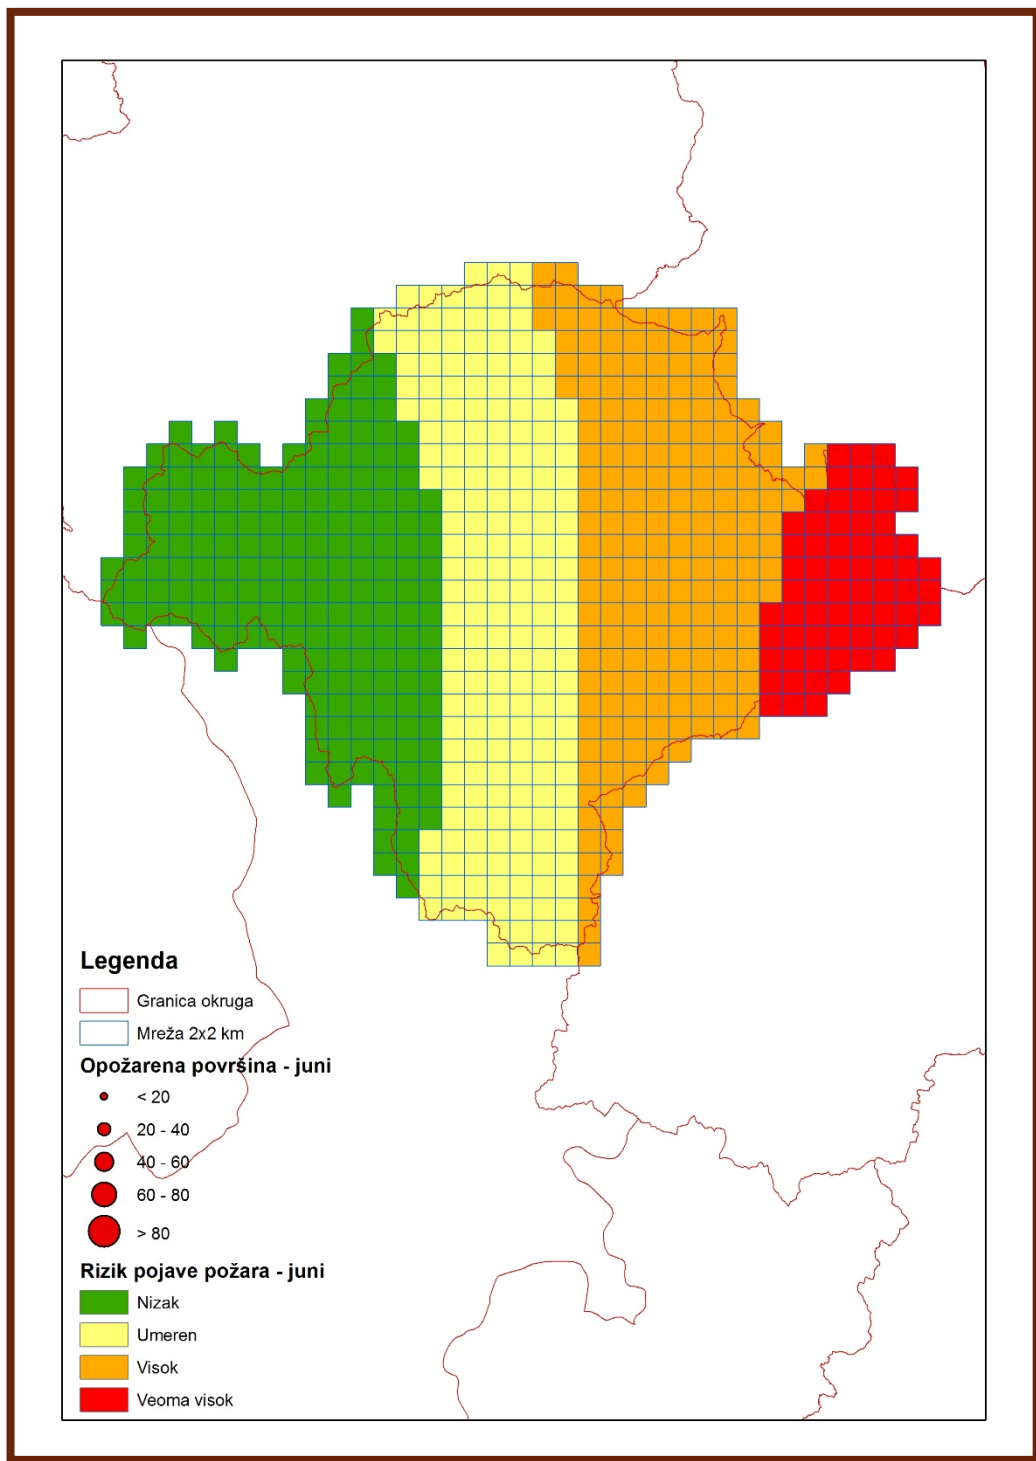 Legenda
Granica okruga
Mreža 2x2 km
Opožarena površina - juni
< 20
20 - 40
40 - 60
60 - 80
> 80
Rizik pojave požara - juni
Nizak
Umeren
Visok
Veoma visok